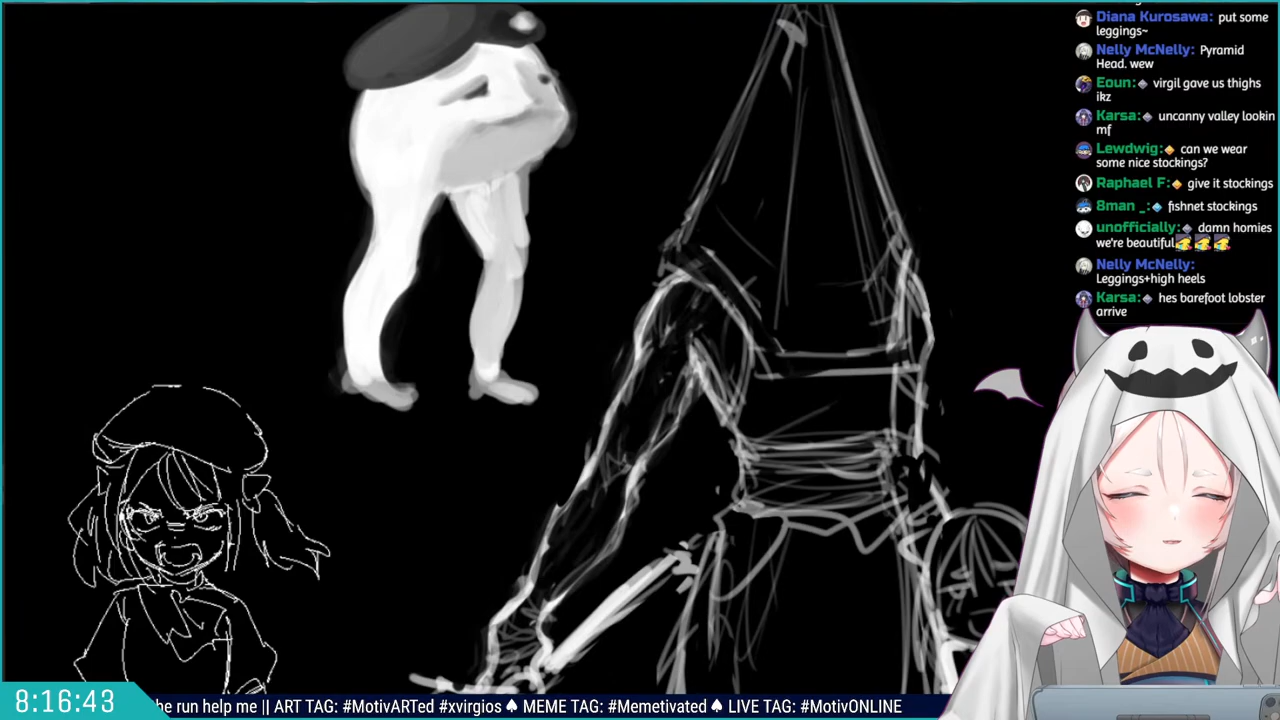 Diana Kurosawa: put some
leggings~
Nelly McNelly: Pyramid
Head. wew
Eoun: virgil gave us thighs
ikz
Karsa: uncanny valley lookin
mf
Lewdwig: can we wear
some nice stockings?
Raphael F: give it stockings
8man _: fishnet stockings
unofficially: damn homies
we're beautiful
Nelly McNelly:
Leggings+high heels
Karsa: hes barefoot lobster
arrive
8:16:43
he run help me || ART TAG: #MotivARTed #xvirgios ♠ MEME TAG: #Memetivated ♠ LIVE TAG: #MotivONLINE